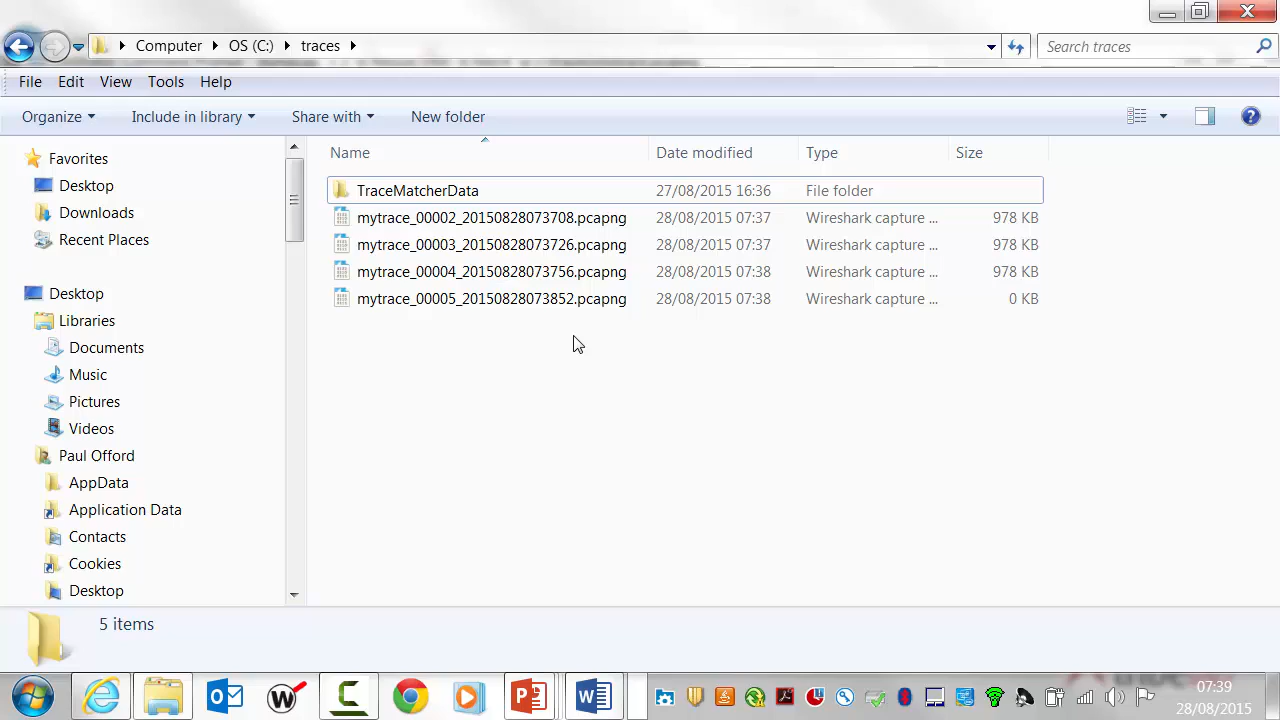 Computer OS (C:) traces Search traces
File Edit View Tools Help
Organize Include in library Share with New folder
Name Date modified Type Size
Favorites
Desktop
Downloads
Recent Places
Desktop
Libraries
Documents
Music
Pictures
Videos
Paul Offord
AppData
Application Data
Contacts
Cookies
Desktop
TraceMatcherData 27/08/2015 16:36 File folder
mytrace_00002_20150828073708.pcapng 28/08/2015 07:37 Wireshark capture ... 978 KB
mytrace_00003_20150828073726.pcapng 28/08/2015 07:37 Wireshark capture ... 978 KB
mytrace_00004_20150828073756.pcapng 28/08/2015 07:38 Wireshark capture ... 978 KB
mytrace_00005_20150828073852.pcapng 28/08/2015 07:38 Wireshark capture ... 0 KB
5 items
07:39
28/08/2015